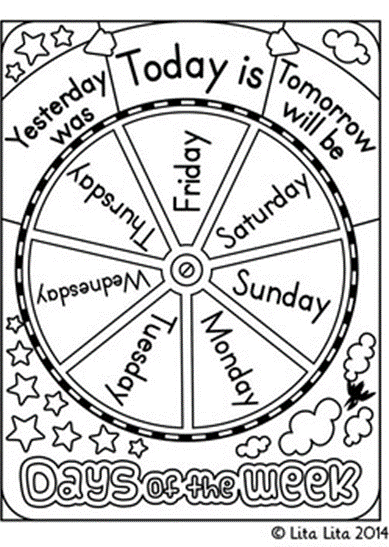 Yesterday
was
Today is
Tomorrow
will be
Friday
Saturday
Sunday
Monday
Tuesday
Wednesday
Thursday
Days of the Week
© Lita Lita 2014